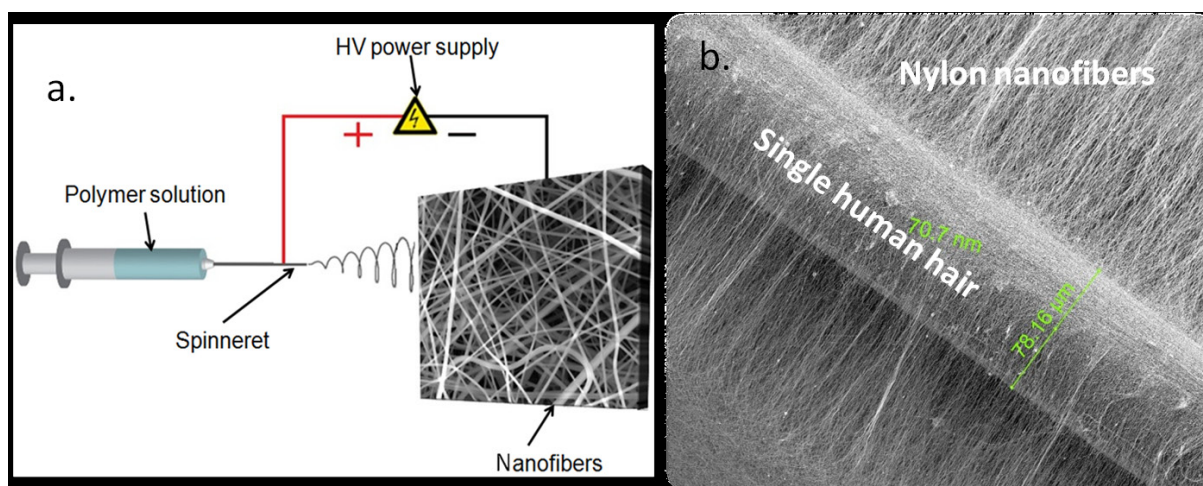 a.
HV power supply
+
−
Polymer solution
Spinneret
Nanofibers
b.
Nylon nanofibers
Single human hair
70.7 nm
78.16 µm